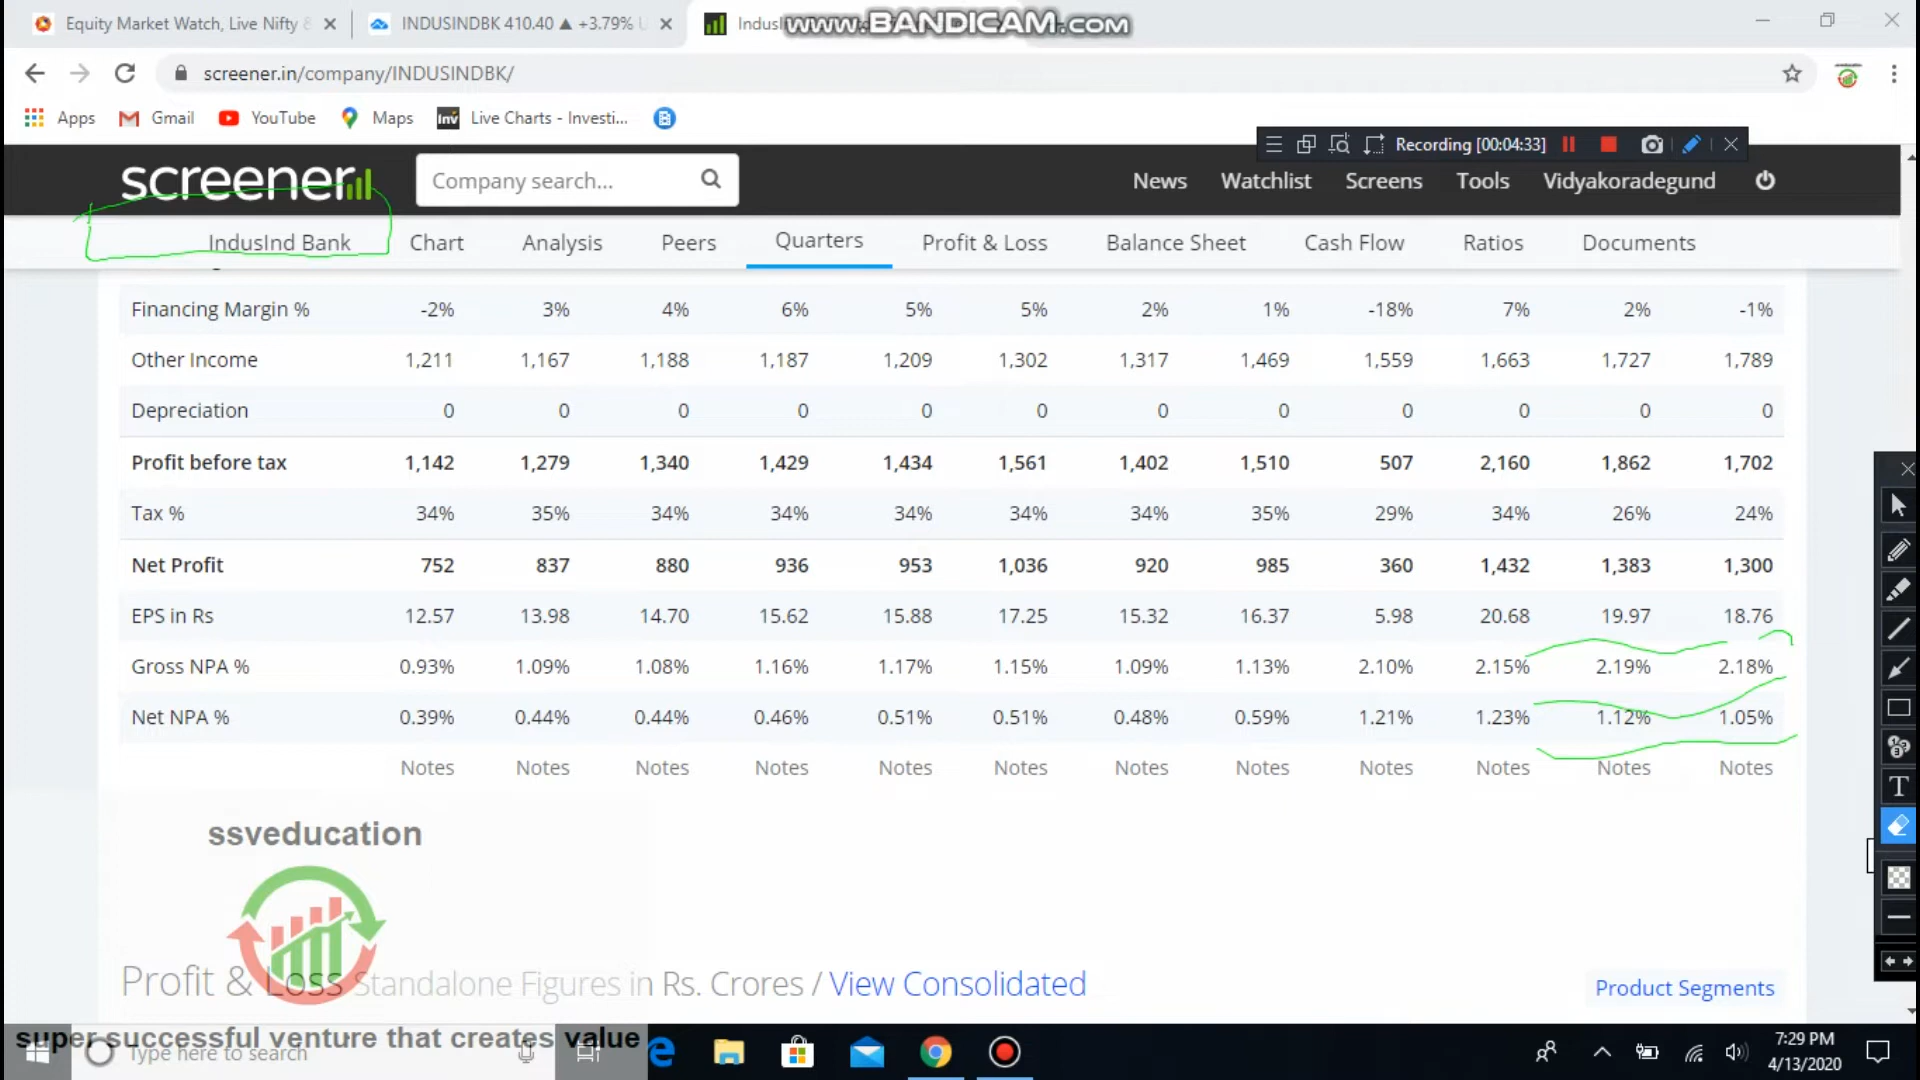 Equity Market Watch, Live Nifty &
INDUSINDBK 410.40 ▲ +3.79% U
IndusI
www.BANDICAM.com
screener.in/company/INDUSINDBK/
Apps Gmail YouTube Maps Inv Live Charts - Investi...
Recording [00:04:33]
screener
Company search...
News Watchlist Screens Tools Vidyakoradegund
IndusInd Bank Chart Analysis Peers Quarters Profit & Loss Balance Sheet Cash Flow Ratios Documents
Financing Margin % -2% 3% 4% 6% 5% 5% 2% 1% -18% 7% 2% -1%
Other Income 1,211 1,167 1,188 1,187 1,209 1,302 1,317 1,469 1,559 1,663 1,727 1,789
Depreciation 0 0 0 0 0 0 0 0 0 0 0 0
Profit before tax 1,142 1,279 1,340 1,429 1,434 1,561 1,402 1,510 507 2,160 1,862 1,702
Tax % 34% 35% 34% 34% 34% 34% 34% 35% 29% 34% 26% 24%
Net Profit 752 837 880 936 953 1,036 920 985 360 1,432 1,383 1,300
EPS in Rs 12.57 13.98 14.70 15.62 15.88 17.25 15.32 16.37 5.98 20.68 19.97 18.76
Gross NPA % 0.93% 1.09% 1.08% 1.16% 1.17% 1.15% 1.09% 1.13% 2.10% 2.15% 2.19% 2.18%
Net NPA % 0.39% 0.44% 0.44% 0.46% 0.51% 0.51% 0.48% 0.59% 1.21% 1.23% 1.12% 1.05%
Notes Notes Notes Notes Notes Notes Notes Notes Notes Notes Notes Notes
ssveducation
Profit & Loss Standalone Figures in Rs. Crores / View Consolidated
Product Segments
super successful venture that creates value
Type here to search
7:29 PM
4/13/2020